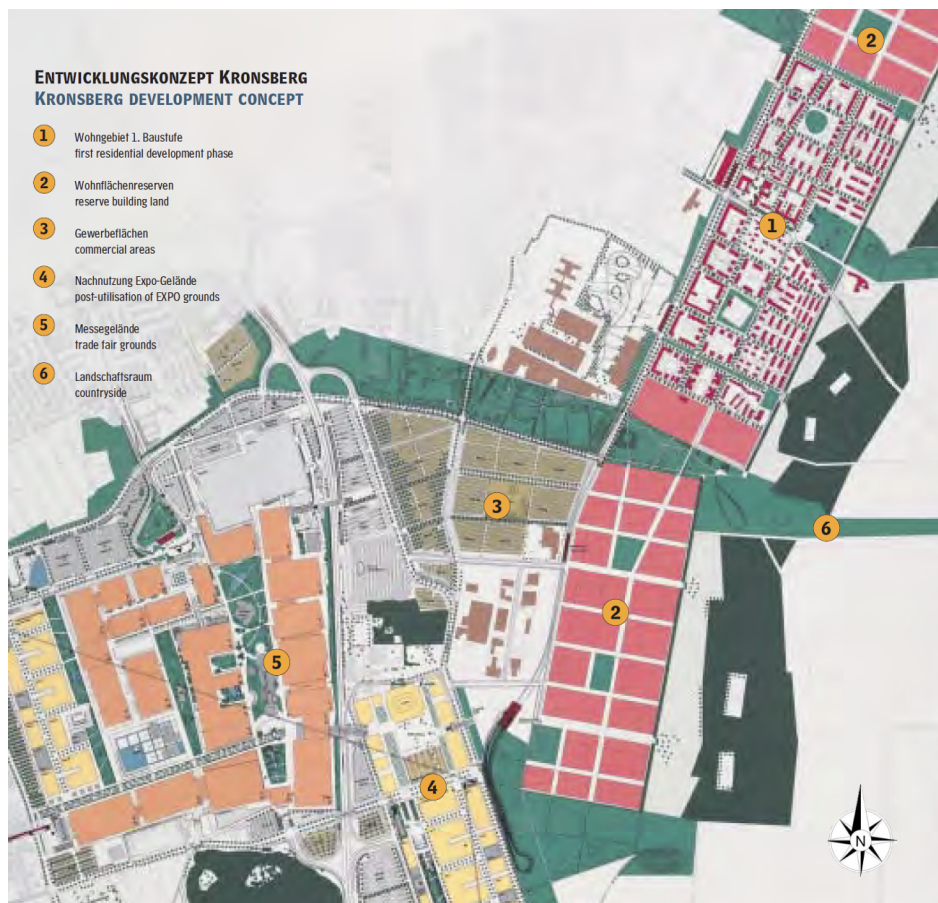 Entwicklungskonzept Kronsberg
Kronsberg development concept
1 Wohngebiet 1. Baustufe
first residential development phase
2 Wohnflächenreserven
reserve building land
3 Gewerbeflächen
commercial areas
4 Nachnutzung Expo-Gelände
post-utilisation of EXPO grounds
5 Messegelände
trade fair grounds
6 Landschaftsraum
countryside
2
1
3
6
2
5
4
N